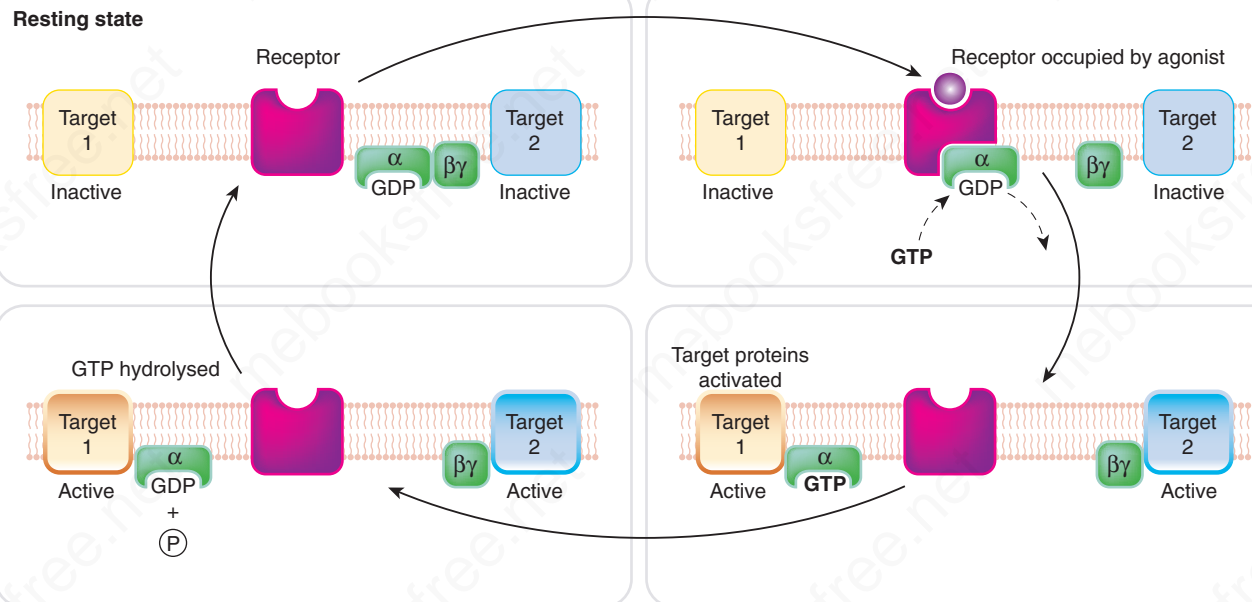 Resting state
Receptor
Target
1
Inactive
α
GDP
βγ
Target
2
Inactive
Receptor occupied by agonist
Target
1
Inactive
α
GDP
GTP
βγ
Target
2
Inactive
GTP hydrolysed
Target
1
Active
α
GDP
+
P
βγ
Target
2
Active
Target proteins
activated
Target
1
Active
α
GTP
βγ
Target
2
Active